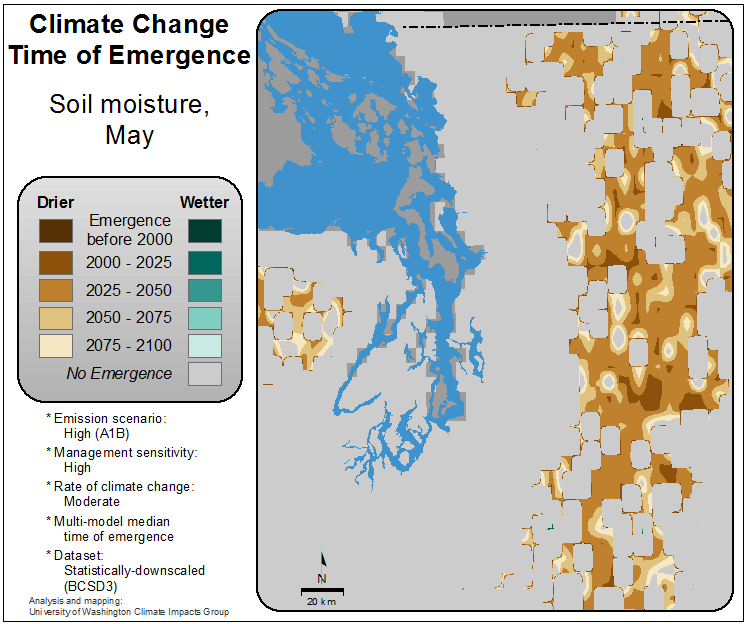 Climate Change
Time of Emergence
Soil moisture,
May
Drier
Wetter
Emergence
before 2000
2000 - 2025
2025 - 2050
2050 - 2075
2075 - 2100
No Emergence
* Emission scenario:
High (A1B)
* Management sensitivity:
High
* Rate of climate change:
Moderate
* Multi-model median
time of emergence
* Dataset:
Statistically-downscaled
(BCSD3)
Analysis and mapping:
University of Washington Climate Impacts Group
N
20 km